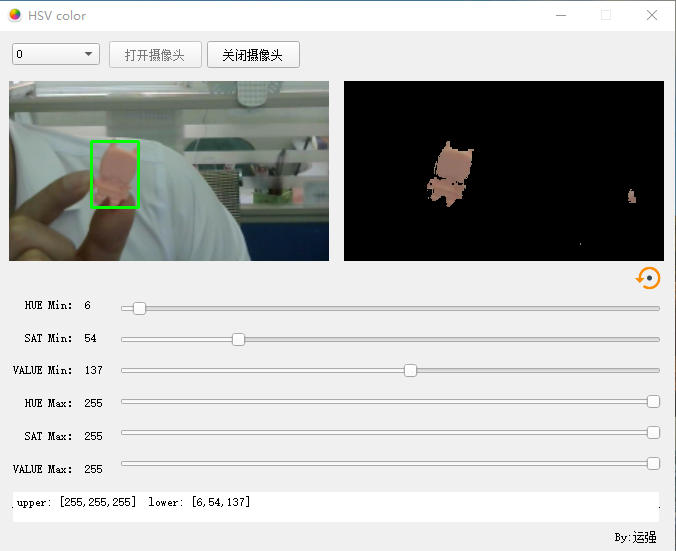 HSV color
0 打开摄像头 关闭摄像头
HUE Min: 6
SAT Min: 54
VALUE Min: 137
HUE Max: 255
SAT Max: 255
VALUE Max: 255
upper: [255,255,255] lower: [6,54,137]
By:运强